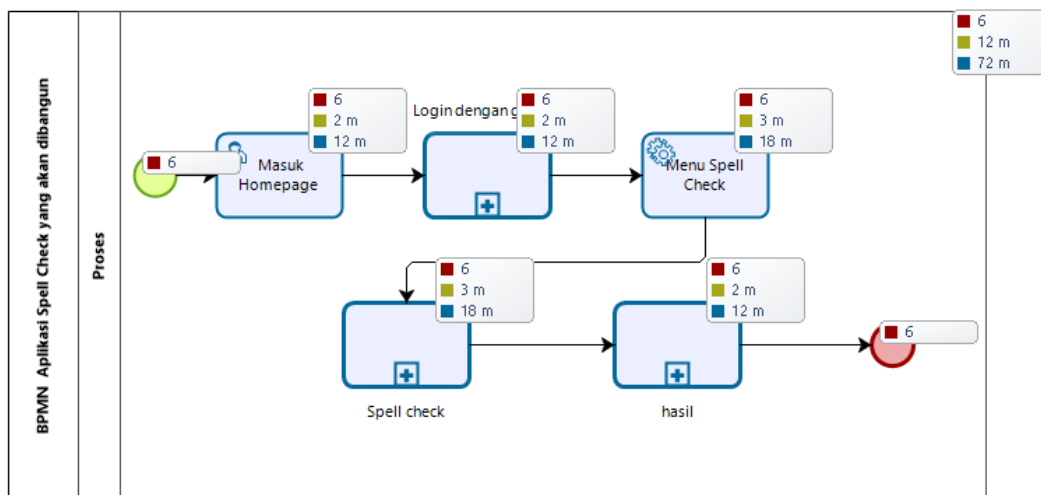 BPMN Aplikasi Spell Check yang akan dibangun
Proses
6
12 m
72 m
6
Masuk
Homepage
6
2 m
12 m
Login dengan
6
2 m
12 m
Menu Spell
Check
6
3 m
18 m
Spell check
6
3 m
18 m
hasil
6
2 m
12 m
6